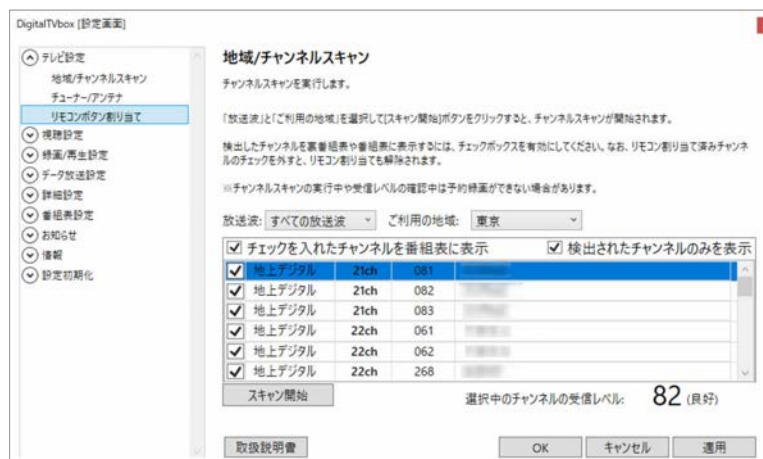 DigitalTVbox [設定画面]
テレビ設定
地域/チャンネルスキャン
チューナー/アンテナ
リモコンボタン割り当て
視聴設定
録画/再生設定
データ放送設定
詳細設定
番組表設定
お知らせ
情報
設定初期化
地域/チャンネルスキャン
チャンネルスキャンを実行します。
「放送波」と「ご利用の地域」を選択して[スキャン開始]ボタンをクリックすると、チャンネルスキャンが開始されます。
検出したチャンネルを裏番組表や番組表に表示するには、チェックボックスを有効にしてください。なお、リモコン割り当て済みチャンネ
ルのチェックを外すと、リモコン割り当ても解除されます。
※チャンネルスキャンの実行中や受信レベルの確認中は予約録画ができない場合があります。
放送波: すべての放送波 ご利用の地域: 東京
チェックを入れたチャンネルを番組表に表示 検出されたチャンネルのみを表示
地上デジタル 21ch 081
地上デジタル 21ch 082
地上デジタル 21ch 083
地上デジタル 22ch 061
地上デジタル 22ch 062
地上デジタル 22ch 268
スキャン開始 選択中のチャンネルの受信レベル: 82 (良好)
取扱説明書 OK キャンセル 適用